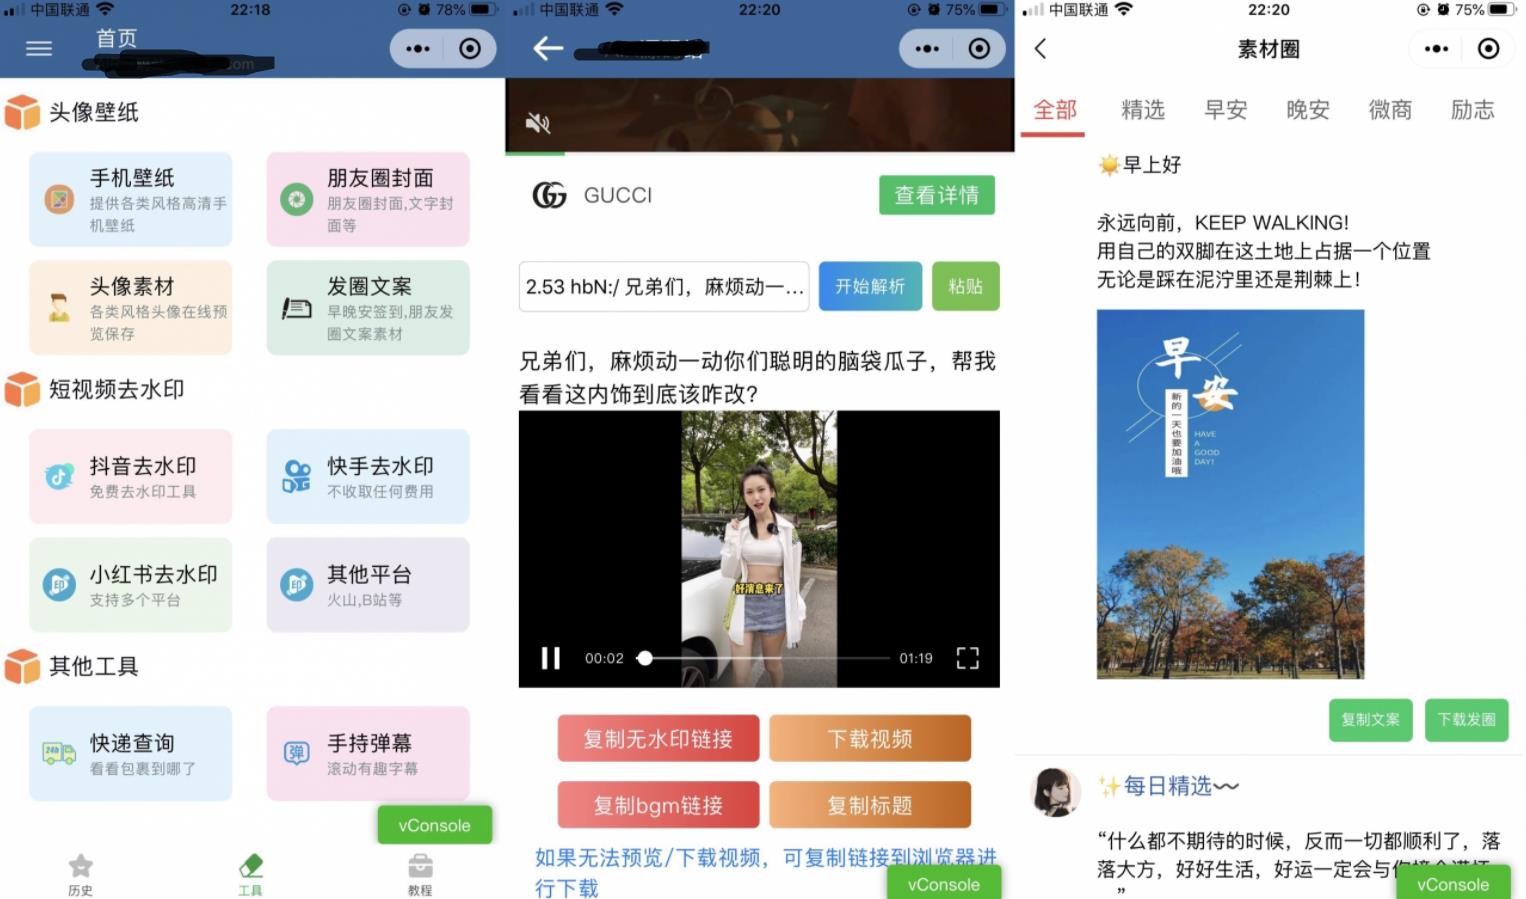 中国联通
22:18
78%
首页
com
头像壁纸
手机壁纸
提供各类风格高清手
机壁纸
朋友圈封面
朋友圈封面,文字封
面等
头像素材
各类风格头像在线预
览保存
发圈文案
早晚安签到,朋友发
圈文案素材
短视频去水印
抖音去水印
免费去水印工具
快手去水印
不收取任何费用
小红书去水印
支持多个平台
其他平台
火山,B站等
其他工具
快递查询
看看包裹到哪了
手持弹幕
滚动有趣字幕
vConsole
历史
工具
教程
中国联通
22:20
75%
GUCCI
查看详情
2.53 hbN:/ 兄弟们，麻烦动一...
开始解析
粘贴
兄弟们，麻烦动一动你们聪明的脑袋瓜子，帮我
看看这内饰到底该咋改?
好消息来了
00:02
01:19
复制无水印链接
下载视频
复制bgm链接
复制标题
如果无法预览/下载视频，可复制链接到浏览器进
行下载
vConsole
中国联通
22:20
75%
素材圈
全部
精选
早安
晚安
微商
励志
早上好
永远向前，KEEP WALKING!
用自己的双脚在这土地上占据一个位置
无论是踩在泥泞里还是荆棘上！
早安
新的一天也要加油哦
HAVE
A
GOOD
DAY!
复制文案
下载发圈
每日精选
“什么都不期待的时候，反而一切都顺利了，落
落大方，好好生活，好运一定会与你
”
vConsole